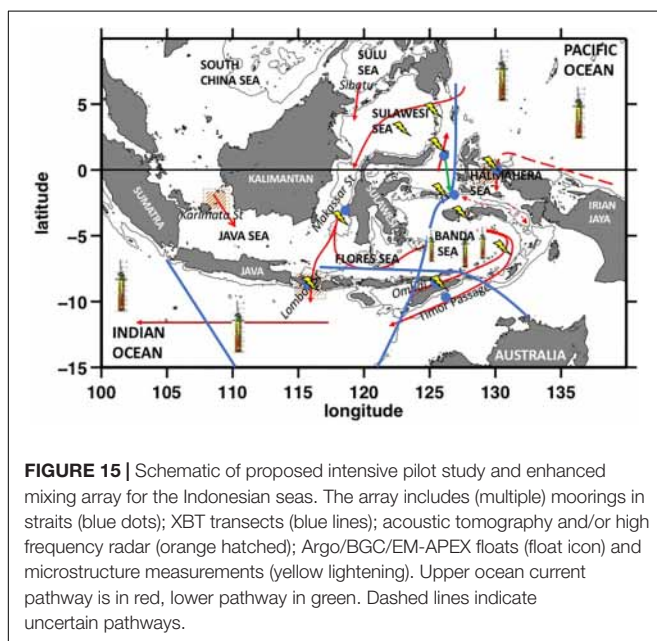 PACIFIC
OCEAN
SOUTH
CHINA SEA
SULU
SEA
Sibutu
SULAWESI
SEA
HALMAHERA
SEA
KALIMANTAN
SUMATRA
Karimata St
JAVA SEA
Makassar St
SULAWESI
IRIAN
JAYA
BANDA
SEA
FLORES SEA
JAVA
Timor Passage
INDIAN
OCEAN
AUSTRALIA
latitude
5
0
−5
−10
−15
100 105 110 115 120 125 130 135
longitude
FIGURE 15 | Schematic of proposed intensive pilot study and enhanced
mixing array for the Indonesian seas. The array includes (multiple) moorings in
straits (blue dots); XBT transects (blue lines); acoustic tomography and/or high
frequency radar (orange hatched); Argo/BGC/EM-APEX floats (float icon) and
microstructure measurements (yellow lightening). Upper ocean current
pathway is in red, lower pathway in green. Dashed lines indicate
uncertain pathways.